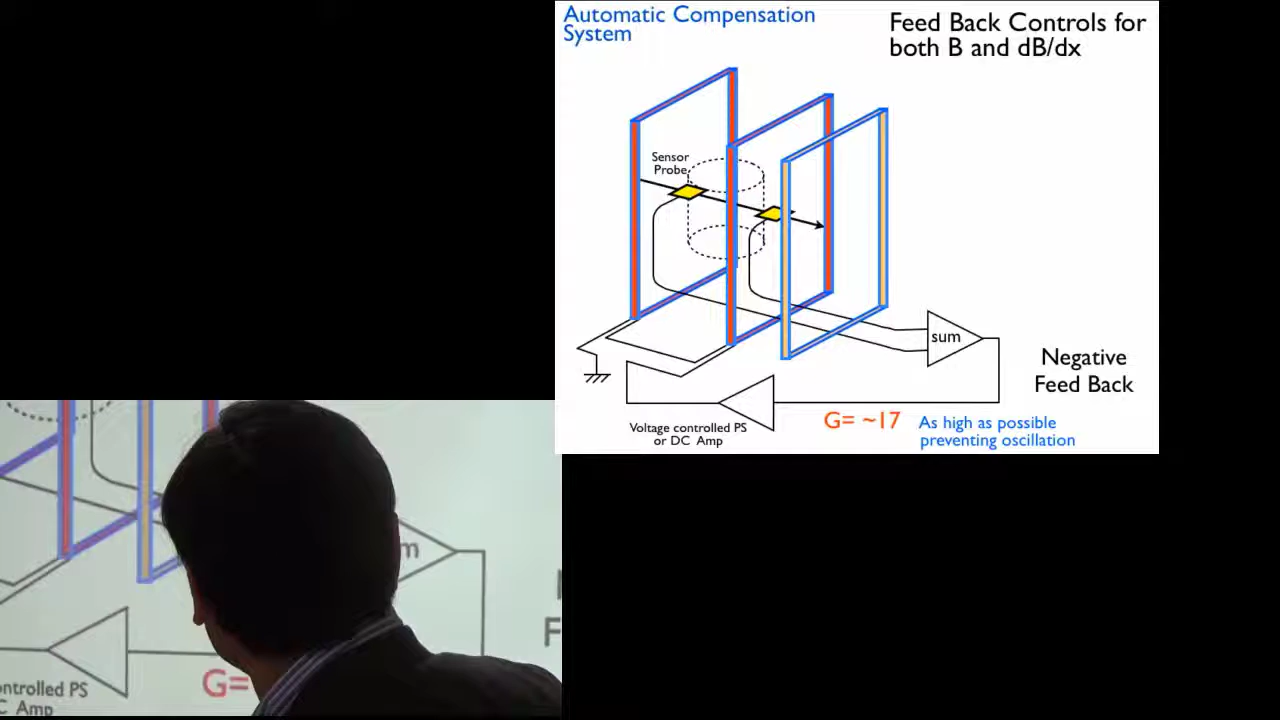 Automatic Compensation
System
Feed Back Controls for
both B and dB/dx
Sensor
Probe
sum
Negative
Feed Back
G= ~17
As high as possible
preventing oscillation
Voltage controlled PS
or DC Amp
m
F
ontrolled PS
C Amp
G=